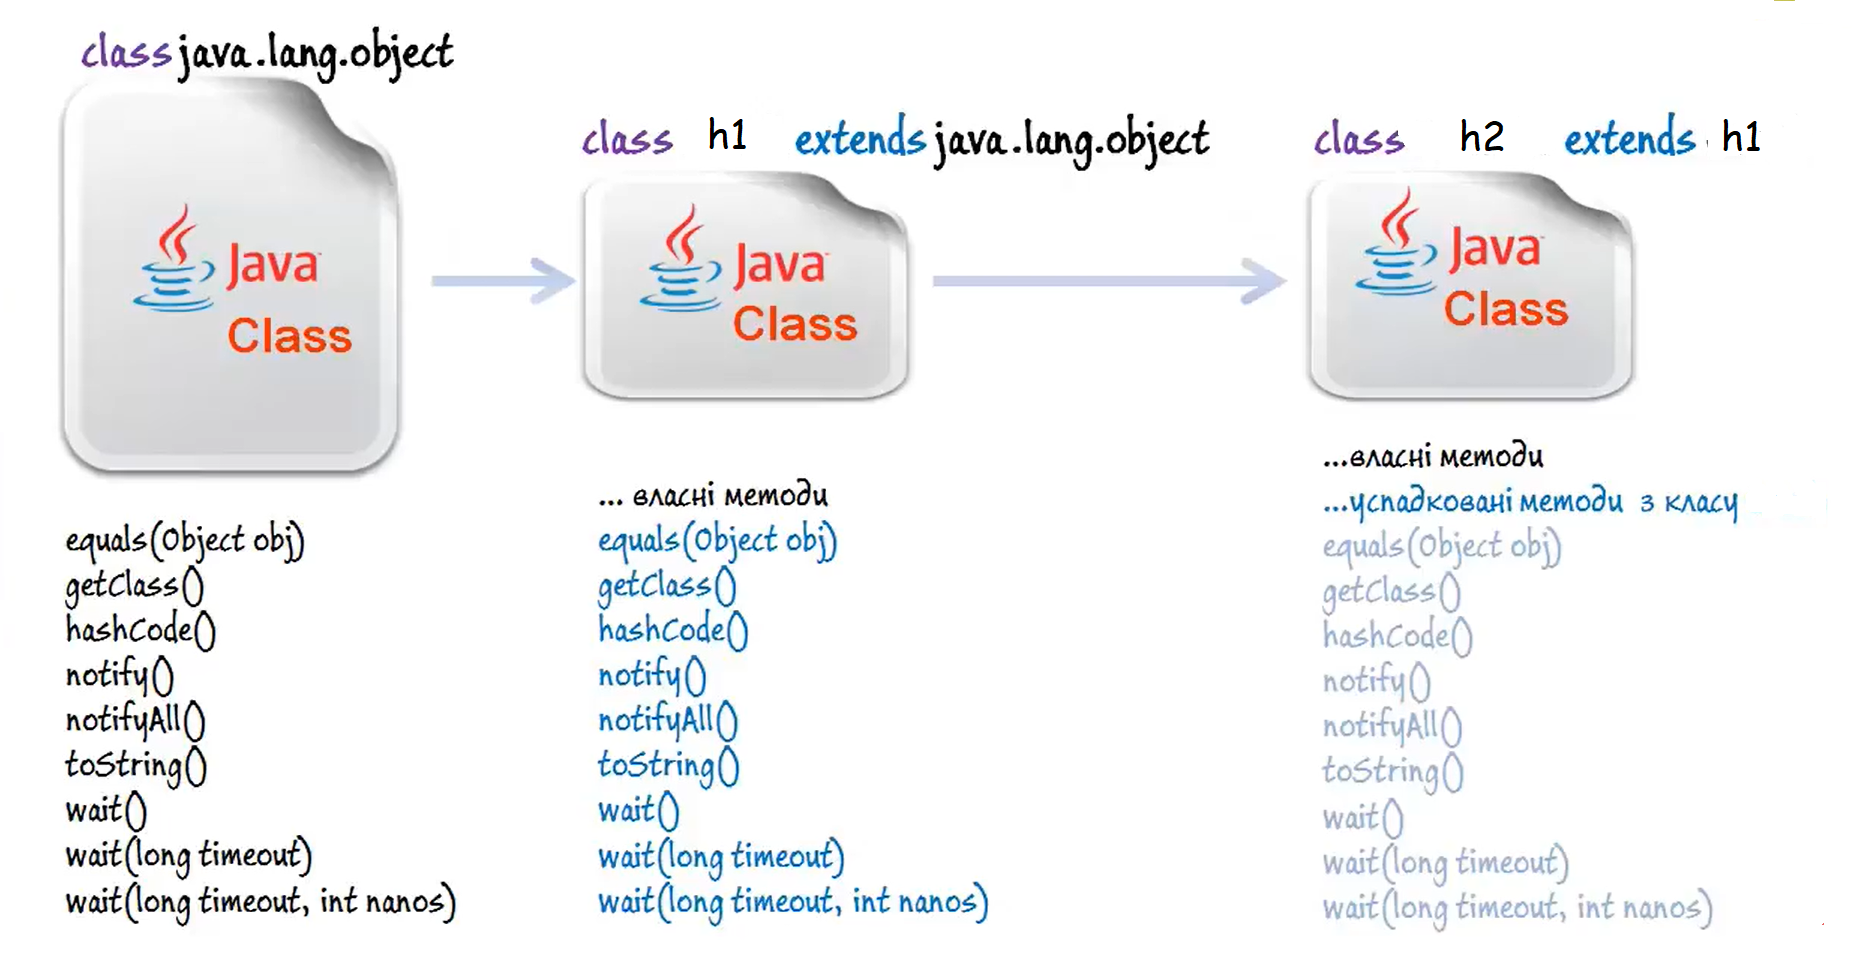 class java.lang.object
Java
Class
equals(Object obj)
getClass()
hashCode()
notify()
notifyAll()
toString()
wait()
wait(long timeout)
wait(long timeout, int nanos)
class h1 extends java.lang.object
Java
Class
... власні методи
equals(Object obj)
getClass()
hashCode()
notify()
notifyAll()
toString()
wait()
wait(long timeout)
wait(long timeout, int nanos)
class h2 extends h1
Java
Class
...власні методи
...успадковані методи з класу
equals(Object obj)
getClass()
hashCode()
notify()
notifyAll()
toString()
wait()
wait(long timeout)
wait(long timeout, int nanos)